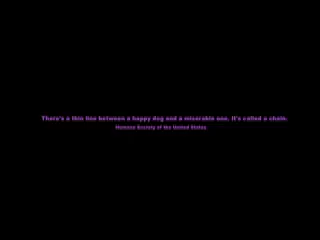 There's a thin line between a happy dog and a miserable one. It's called a chain.
Humane Society of the United States